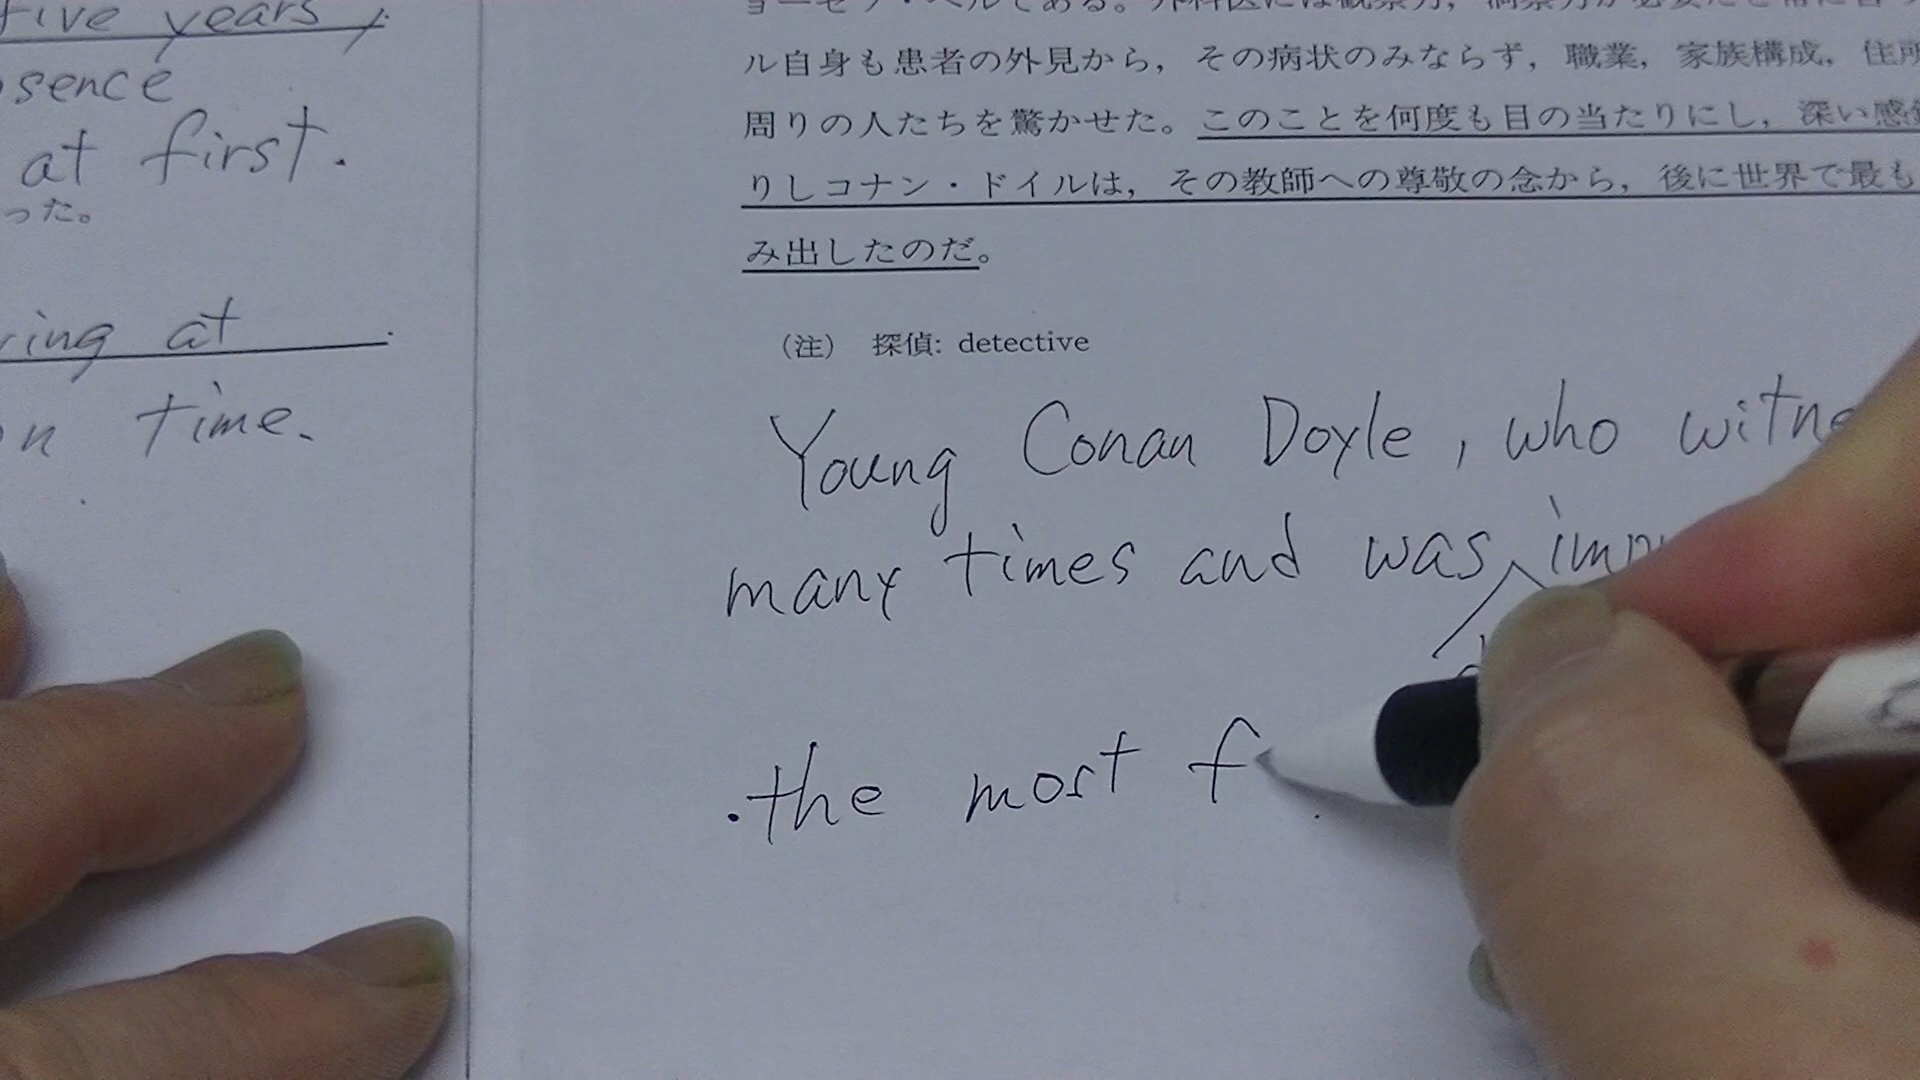 five years,
sence
at first.
った。
ring at
on time.
ル自身も患者の外見から，その病状のみならず，職業，家族構成，住所
周りの人たちを驚かせた。このことを何度も目の当たりにし，深い感銘
りしコナン・ドイルは，その教師への尊敬の念から，後に世界で最も
み出したのだ。
（注） 探偵: detective
Young Conan Doyle, who witne
many times and was
・the most f